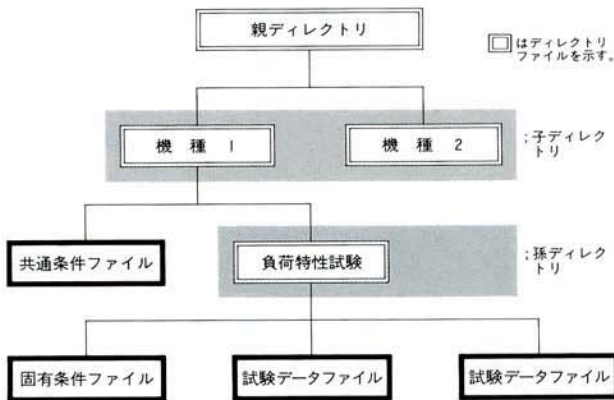 親ディレクトリ
はディレクトリ
ファイルを示す。
機 種 1
機 種 2
;子ディレク
トリ
共通条件ファイル
負荷特性試験
;孫ディレク
トリ
固有条件ファイル
試験データファイル
試験データファイル